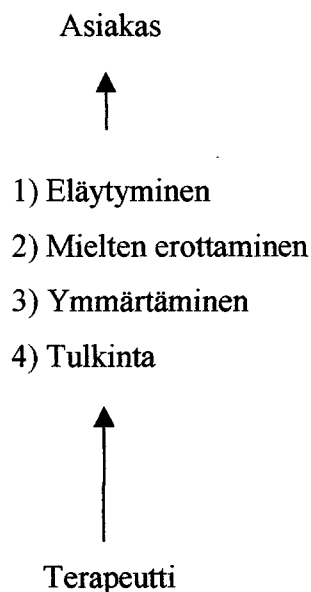 Asiakas
1) Eläytyminen
2) Mielten erottaminen
3) Ymmärtäminen
4) Tulkinta
Terapeutti